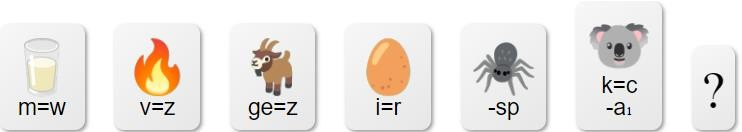 m=w
v=z
ge=z
i=r
-sp
k=c
-a₁
?